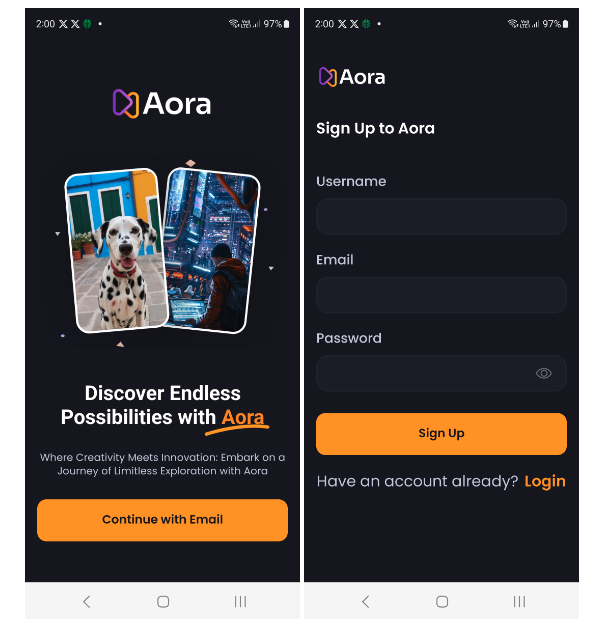 2:00
97%
Aora
Discover Endless
Possibilities with Aora
Where Creativity Meets Innovation: Embark on a
Journey of Limitless Exploration with Aora
Continue with Email
2:00
97%
Aora
Sign Up to Aora
Username
Email
Password
Sign Up
Have an account already? Login